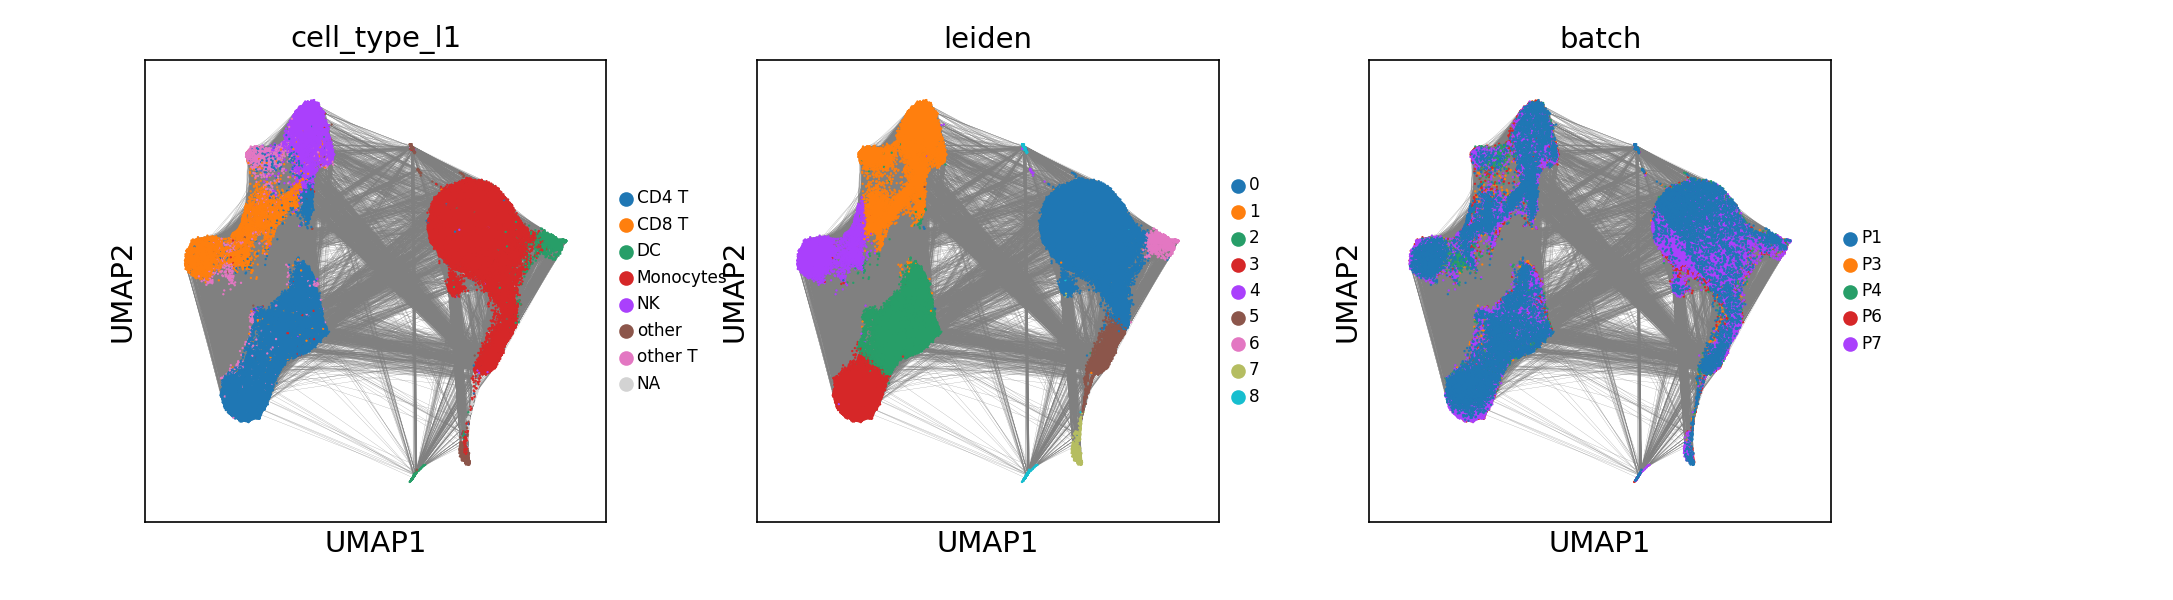 cell_type_l1
UMAP2
UMAP1
CD4 T
CD8 T
DC
Monocytes
NK
other
other T
NA
leiden
UMAP2
UMAP1
0
1
2
3
4
5
6
7
8
batch
UMAP2
UMAP1
P1
P3
P4
P6
P7